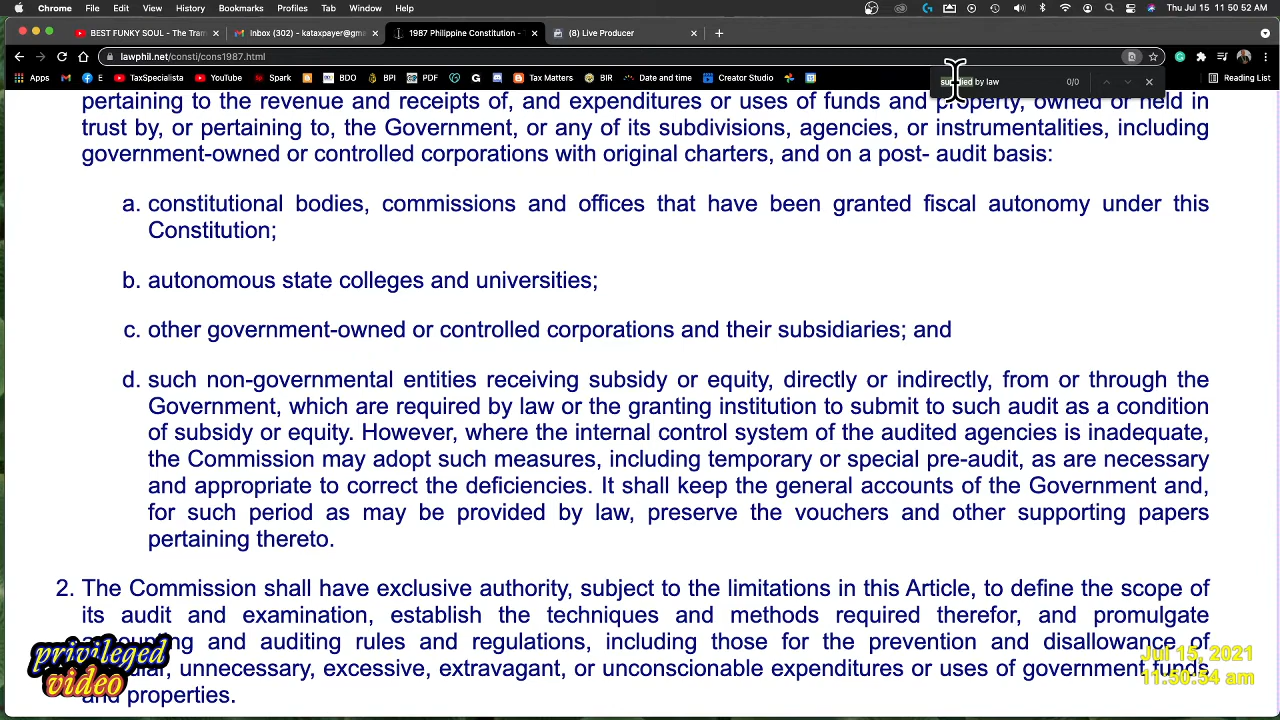 Chrome File Edit View History Bookmarks Profiles Tab Window Help Thu Jul 15 11:50:52 AM
BEST FUNKY SOUL - The Tram Inbox (302) - kataxpayer@gma 1987 Philippine Constitution - T (8) Live Producer
lawphil.net/consti/cons1987.html
Apps E TaxSpecialista YouTube BDO BPI PDF Tax Matters BIR Date and time Creator Studio Reading List
by law 0/0
pertaining to the revenue and receipts of, and expenditures or uses of funds and property, owned or held in
trust by, or pertaining to, the Government, or any of its subdivisions, agencies, or instrumentalities, including
government-owned or controlled corporations with original charters, and on a post- audit basis:
a. constitutional bodies, commissions and offices that have been granted fiscal autonomy under this
Constitution;
b. autonomous state colleges and universities;
c. other government-owned or controlled corporations and their subsidiaries; and
d. such non-governmental entities receiving subsidy or equity, directly or indirectly, from or through the
Government, which are required by law or the granting institution to submit to such audit as a condition
of subsidy or equity. However, where the internal control system of the audited agencies is inadequate,
the Commission may adopt such measures, including temporary or special pre-audit, as are necessary
and appropriate to correct the deficiencies. It shall keep the general accounts of the Government and,
for such period as may be provided by law, preserve the vouchers and other supporting papers
pertaining thereto.
2. The Commission shall have exclusive authority, subject to the limitations in this Article, to define the scope of
its audit and examination, establish the techniques and methods required therefor, and promulgate
and auditing rules and regulations, including those for the prevention and disallowance of
unnecessary, excessive, extravagant, or unconscionable expenditures or uses of government funds
and properties.
privileged
video
Jul 15, 2021
11:50:54 am